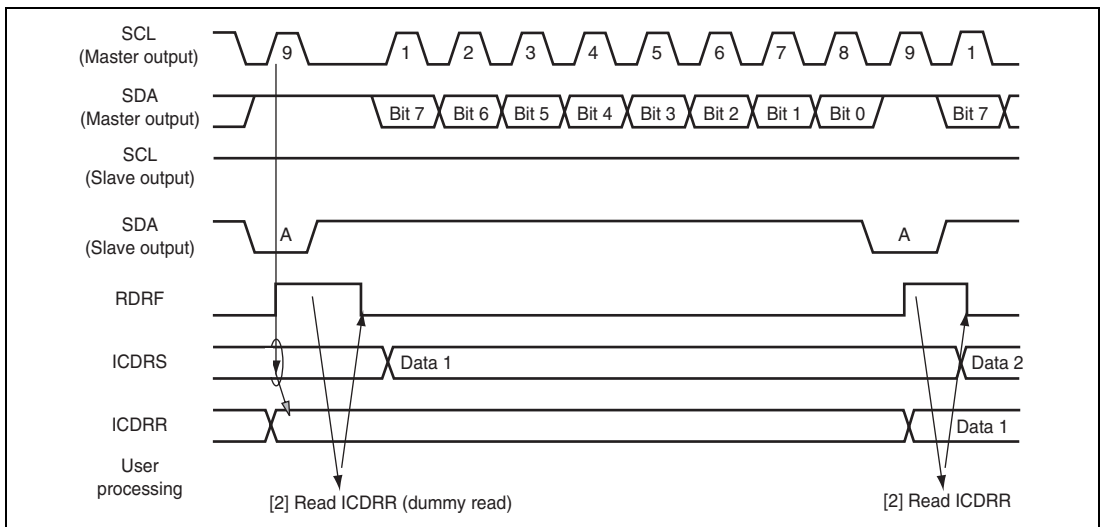 SCL
(Master output)
9 1 2 3 4 5 6 7 8 9 1
SDA
(Master output)
Bit 7 Bit 6 Bit 5 Bit 4 Bit 3 Bit 2 Bit 1 Bit 0 Bit 7
SCL
(Slave output)
SDA
(Slave output)
A A
RDRF
ICDRS
Data 1 Data 2
ICDRR
Data 1
User
processing
[2] Read ICDRR (dummy read) [2] Read ICDRR